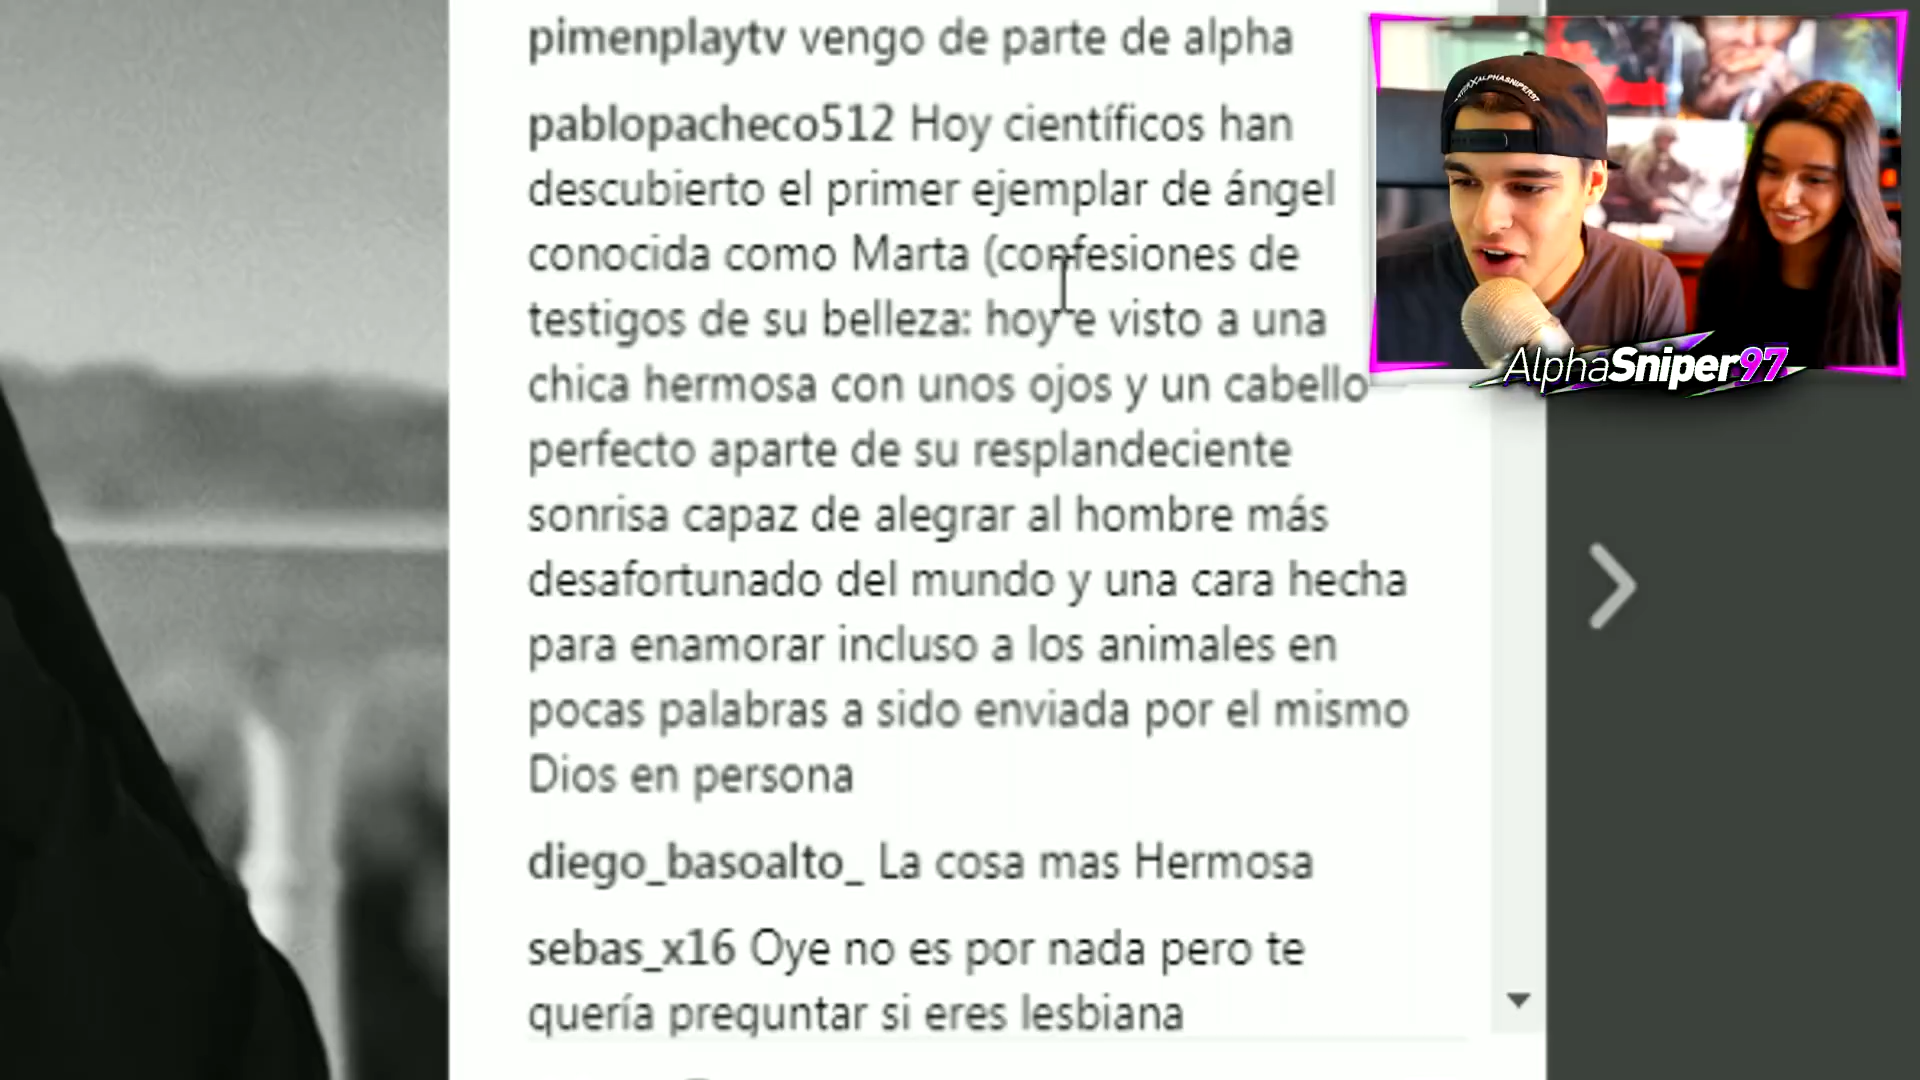 pimenplaytv vengo de parte de alpha
pablopacheco512 Hoy científicos han
descubierto el primer ejemplar de ángel
conocida como Marta (confesiones de
testigos de su belleza: hoy e visto a una
chica hermosa con unos ojos y un cabello
perfecto aparte de su resplandeciente
sonrisa capaz de alegrar al hombre más
desafortunado del mundo y una cara hecha
para enamorar incluso a los animales en
pocas palabras a sido enviada por el mismo
Dios en persona
diego_basoalto_ La cosa mas Hermosa
sebas_x16 Oye no es por nada pero te
quería preguntar si eres lesbiana
AlphaSniper97